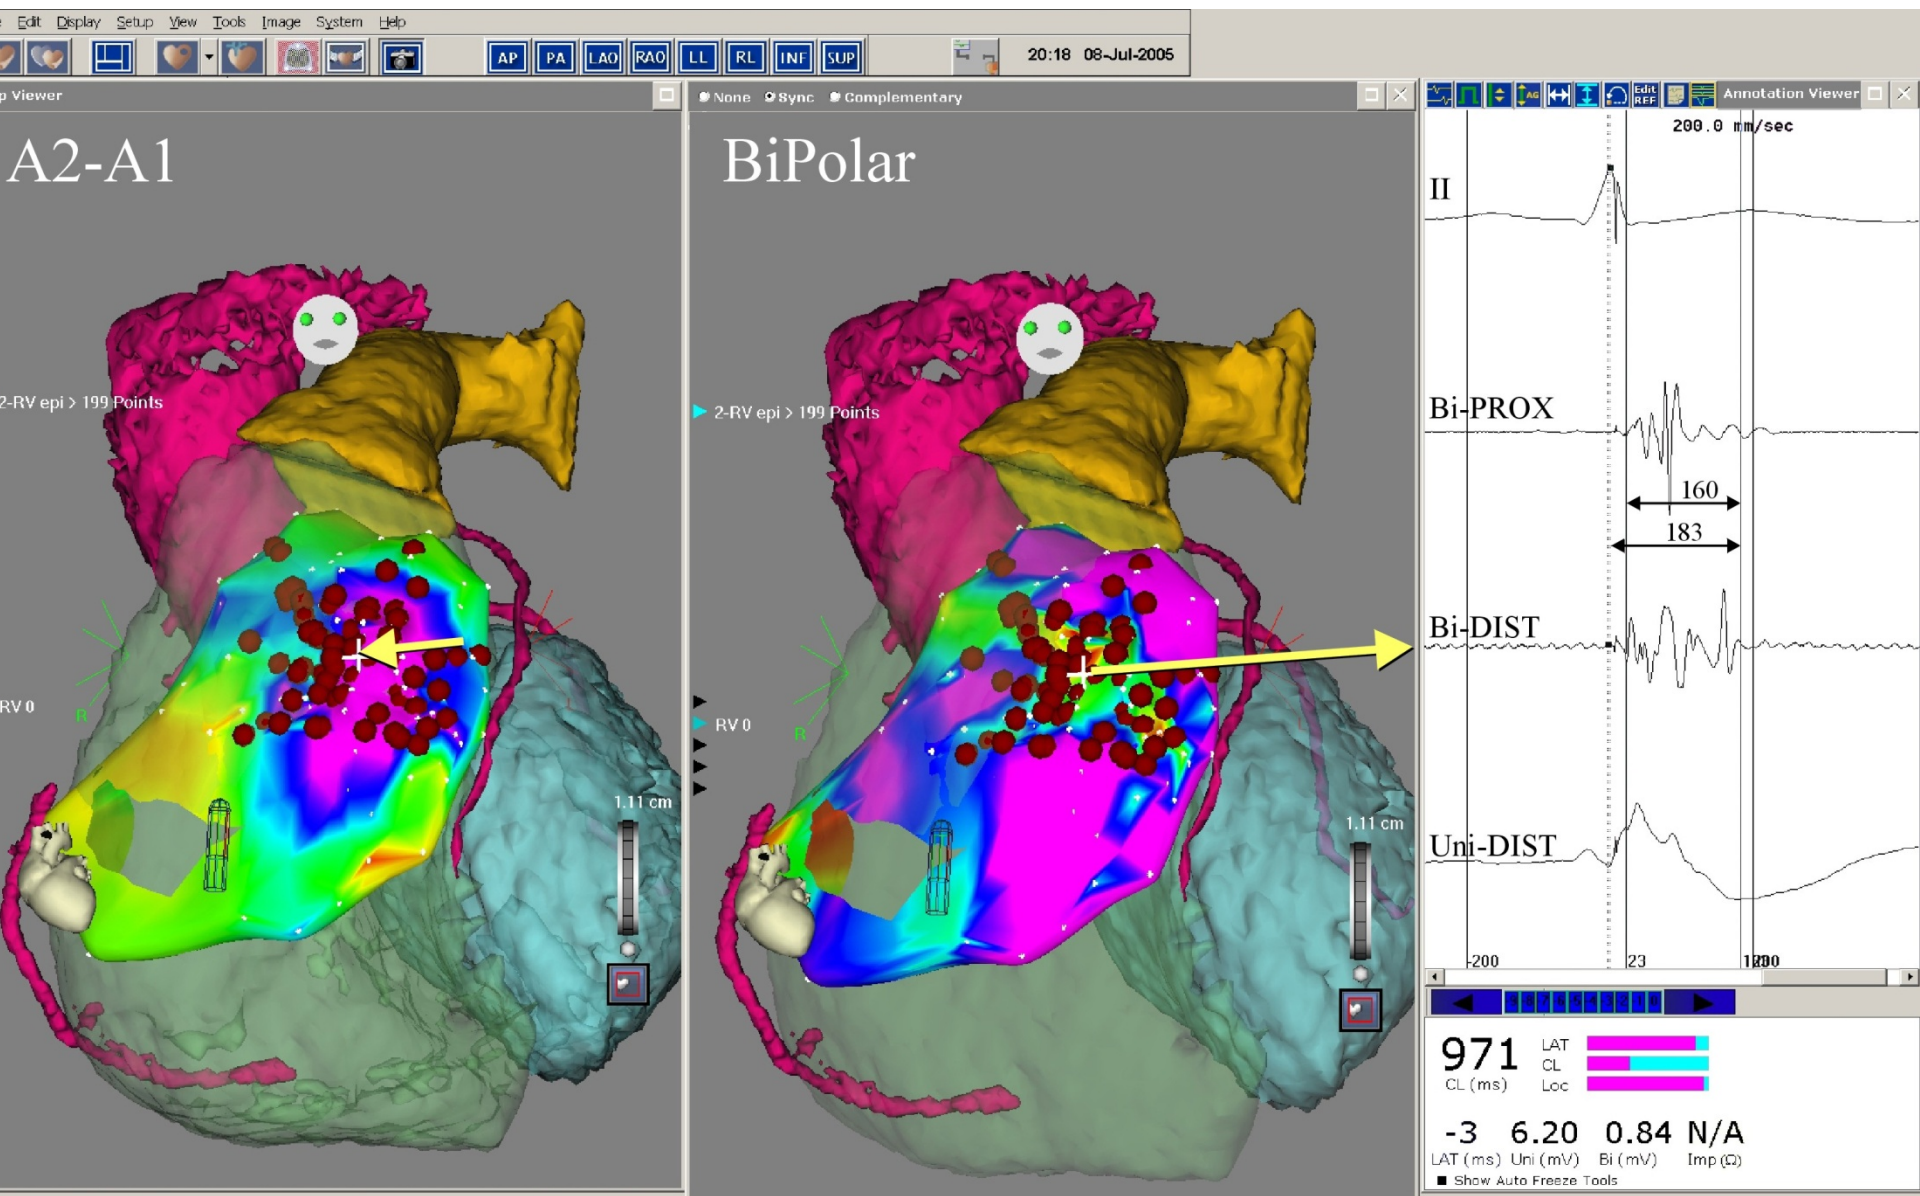 Edit Display Setup View Tools Image System Help
AP PA LAO RAO LL RL INF SUP
20:18 08-Jul-2005
p Viewer
None Sync Complementary
Edit REF
Annotation Viewer
A2-A1
BiPolar
200.0 mm/sec
II
2-RV epi > 199 Points
2-RV epi > 199 Points
Bi-PROX
160
183
Bi-DIST
RV 0
R
RV 0
R
1.11 cm
1.11 cm
Uni-DIST
-200
23
971
CL (ms)
LAT
CL
Loc
-3 6.20 0.84 N/A
LAT (ms) Uni (mV) Bi (mV) Imp (Ω)
Show Auto Freeze Tools